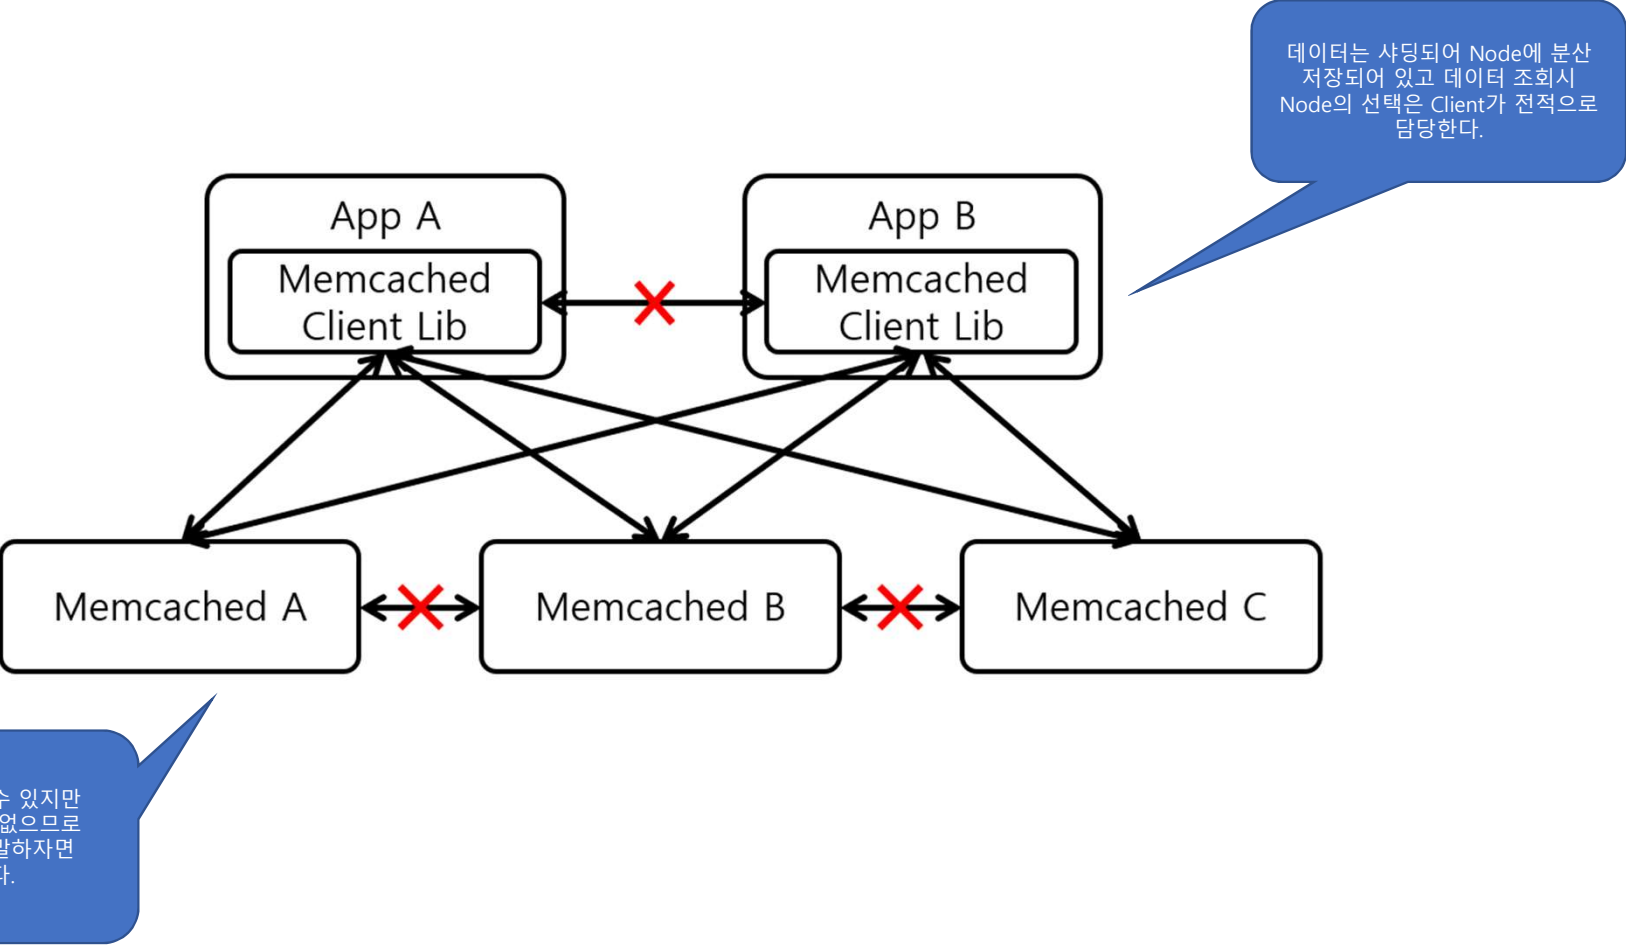 데이터는 샤딩되어 Node에 분산
저장되어 있고 데이터 조회시
Node의 선택은 Client가 전적으로
담당한다.
App A
Memcached
Client Lib
App B
Memcached
Client Lib
Memcached A
Memcached B
Memcached C
수 있지만
없으므로
말하자면
다.